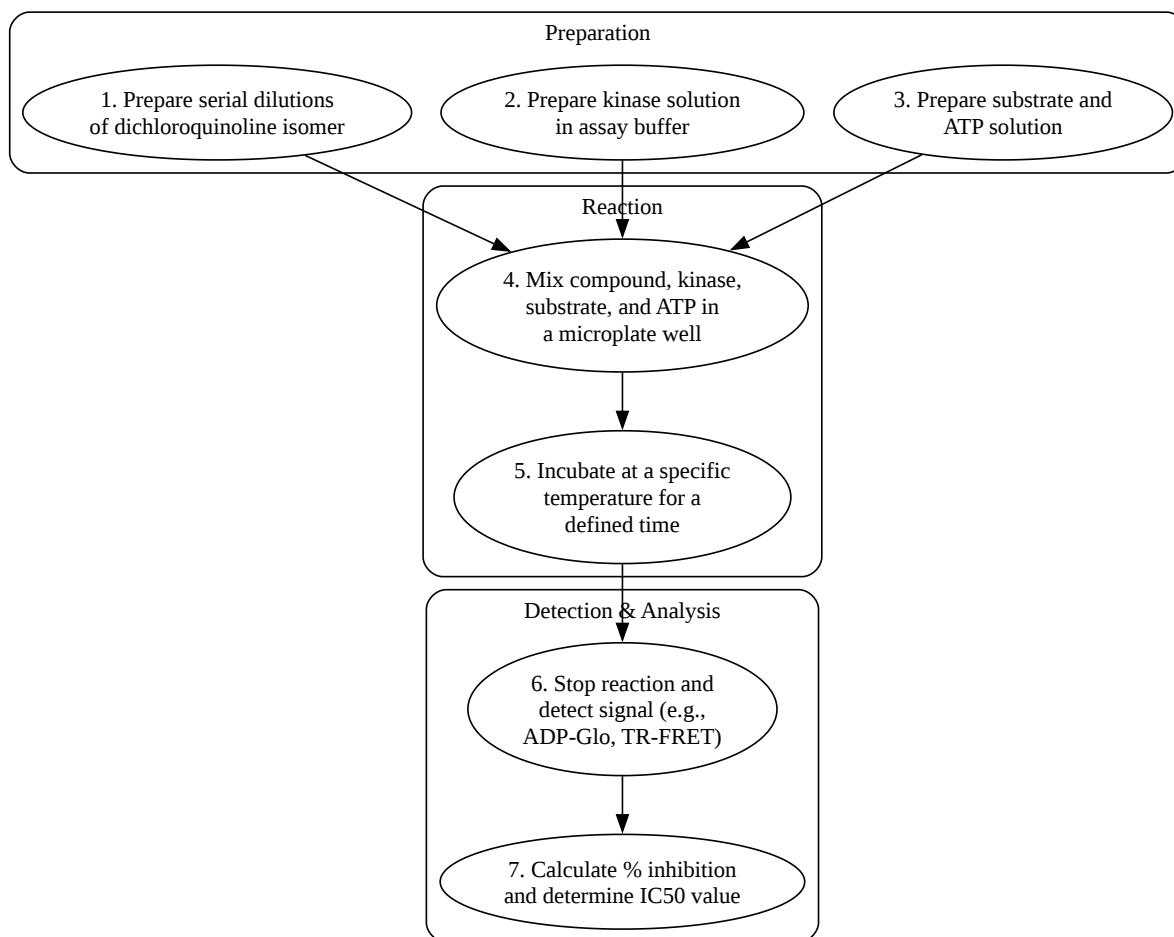 Preparation
1. Prepare serial dilutions
of dichloroquinoline isomer
2. Prepare kinase solution
in assay buffer
3. Prepare substrate and
ATP solution
Reaction
4. Mix compound, kinase,
substrate, and ATP in
a microplate well
5. Incubate at a specific
temperature for a
defined time
Detection & Analysis
6. Stop reaction and
detect signal (e.g.,
ADP-Glo, TR-FRET)
7. Calculate % inhibition
and determine IC50 value